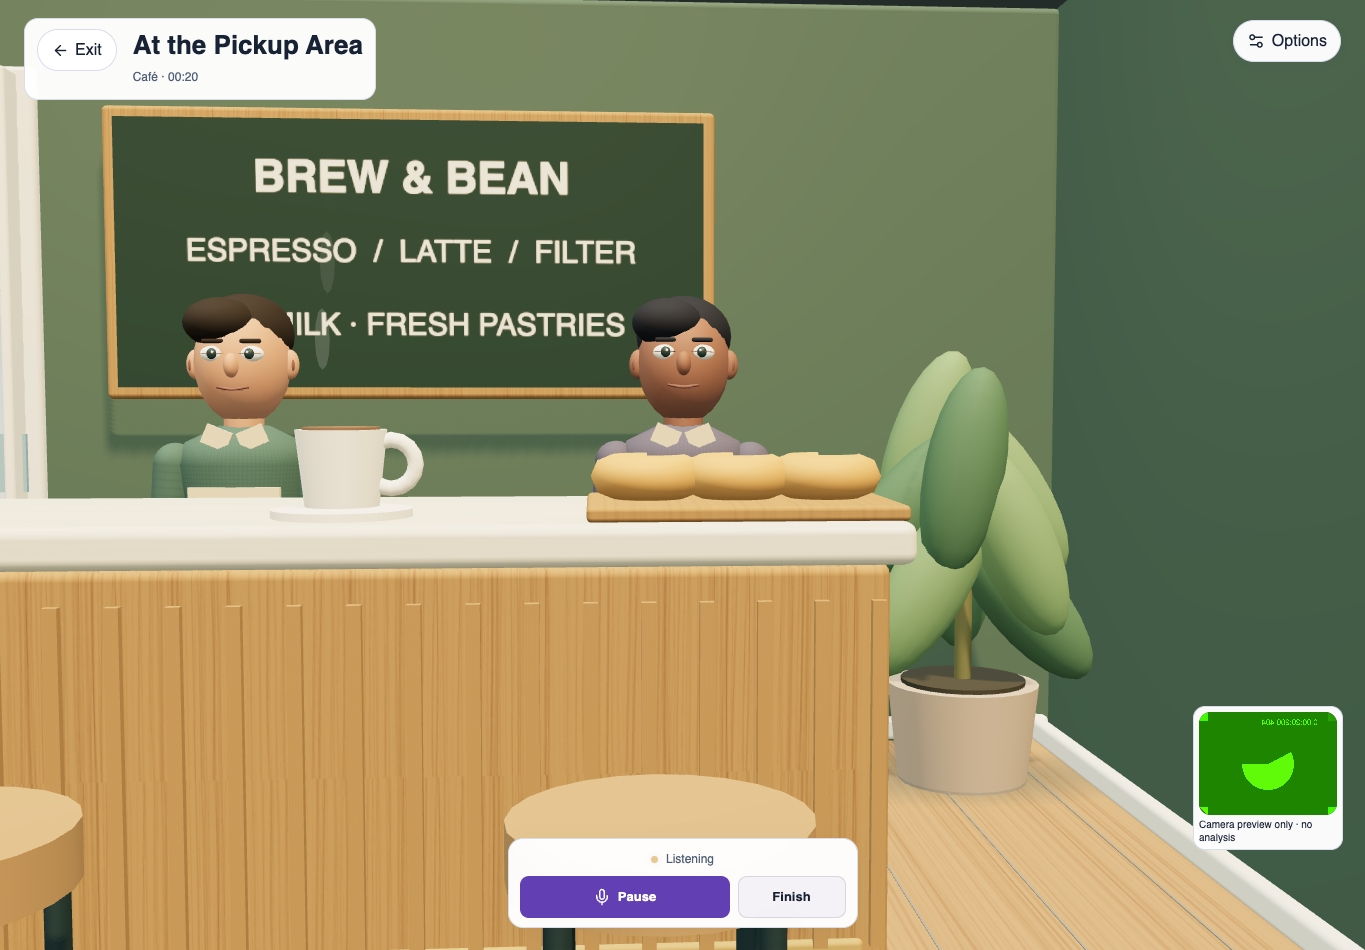 Exit
At the Pickup Area
Café · 00:20
Options
BREW & BEAN
ESPRESSO / LATTE / FILTER
MILK · FRESH PASTRIES
Listening
Pause
Finish
Camera preview only · no
analysis